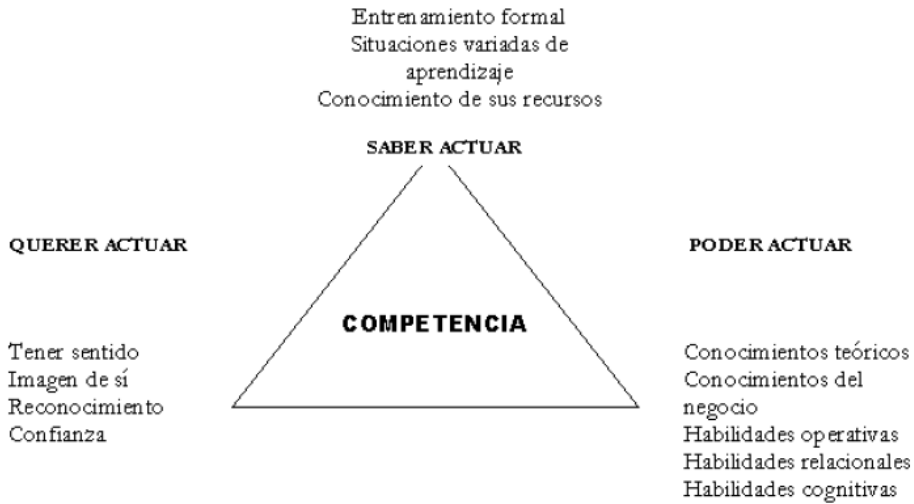 Entrenamiento formal
Situaciones variadas de
aprendizaje
Conocimiento de sus recursos
SABER ACTUAR
QUERER ACTUAR
PODER ACTUAR
COMPETENCIA
Tener sentido
Imagen de sí
Reconocimiento
Confianza
Conocimientos teóricos
Conocimientos del
negocio
Habilidades operativas
Habilidades relacionales
Habilidades cognitivas